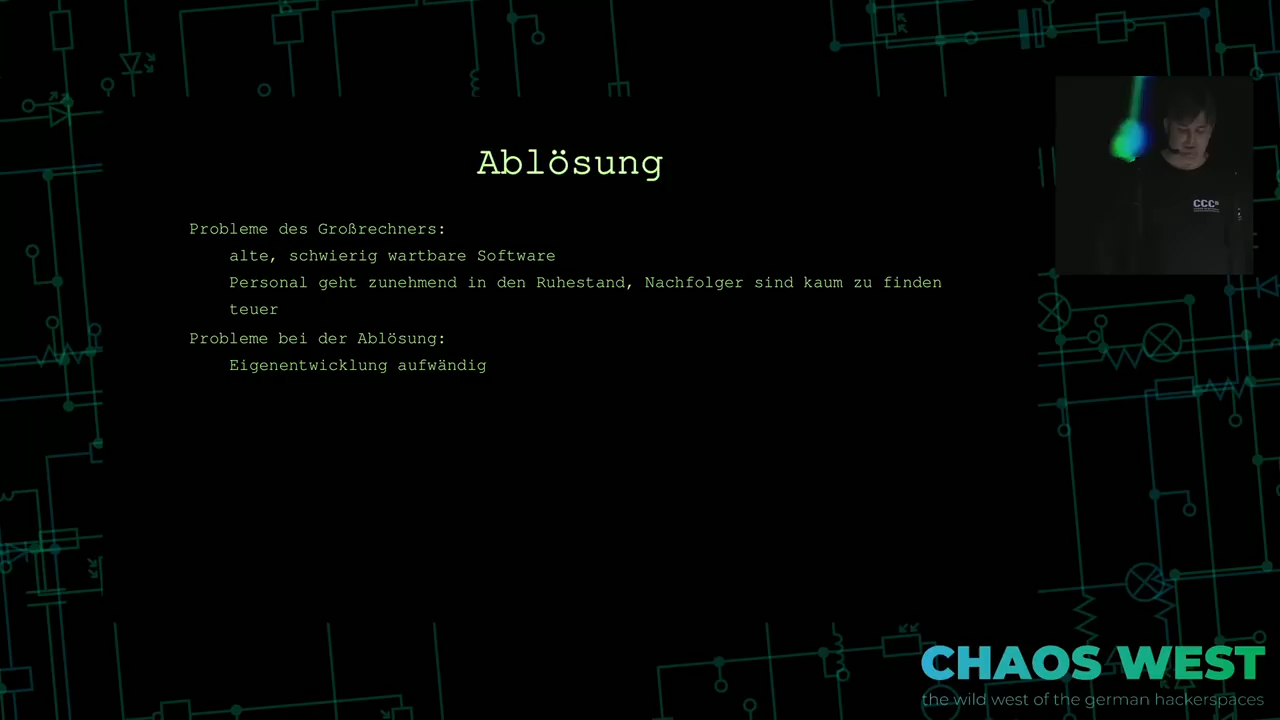 Ablösung
Probleme des Großrechners:
alte, schwierig wartbare Software
Personal geht zunehmend in den Ruhestand, Nachfolger sind kaum zu finden
teuer
Probleme bei der Ablösung:
Eigenentwicklung aufwändig
CCC
CHAOS WEST
the wild west of the german hackerspaces